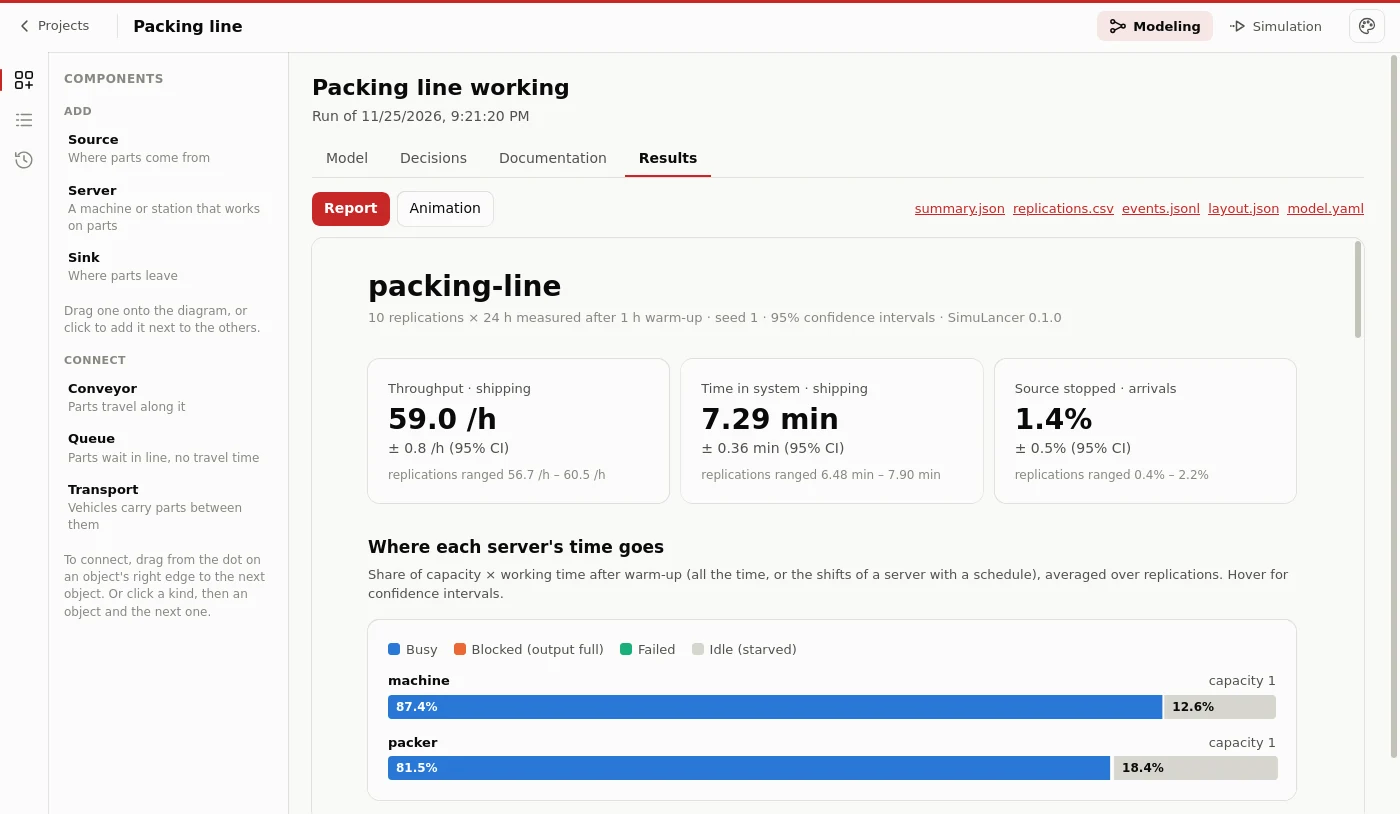 Projects
Packing line
Modeling
Simulation
COMPONENTS
ADD
Source
Where parts come from
Server
A machine or station that works
on parts
Sink
Where parts leave
Drag one onto the diagram, or
click to add it next to the others.
CONNECT
Conveyor
Parts travel along it
Queue
Parts wait in line, no travel time
Transport
Vehicles carry parts between
them
To connect, drag from the dot on
an object's right edge to the next
object. Or click a kind, then an
object and the next one.
Packing line working
Run of 11/25/2026, 9:21:20 PM
Model Decisions Documentation Results
Report Animation
summary.json replications.csv events.jsonl layout.json model.yaml
packing-line
10 replications × 24 h measured after 1 h warm-up · seed 1 · 95% confidence intervals · SimuLancer 0.1.0
Throughput · shipping
59.0 /h
± 0.8 /h (95% CI)
replications ranged 56.7 /h – 60.5 /h
Time in system · shipping
7.29 min
± 0.36 min (95% CI)
replications ranged 6.48 min – 7.90 min
Source stopped · arrivals
1.4%
± 0.5% (95% CI)
replications ranged 0.4% – 2.2%
Where each server's time goes
Share of capacity × working time after warm-up (all the time, or the shifts of a server with a schedule), averaged over replications. Hover for
confidence intervals.
Busy Blocked (output full) Failed Idle (starved)
machine capacity 1
87.4% 12.6%
packer capacity 1
81.5% 18.4%